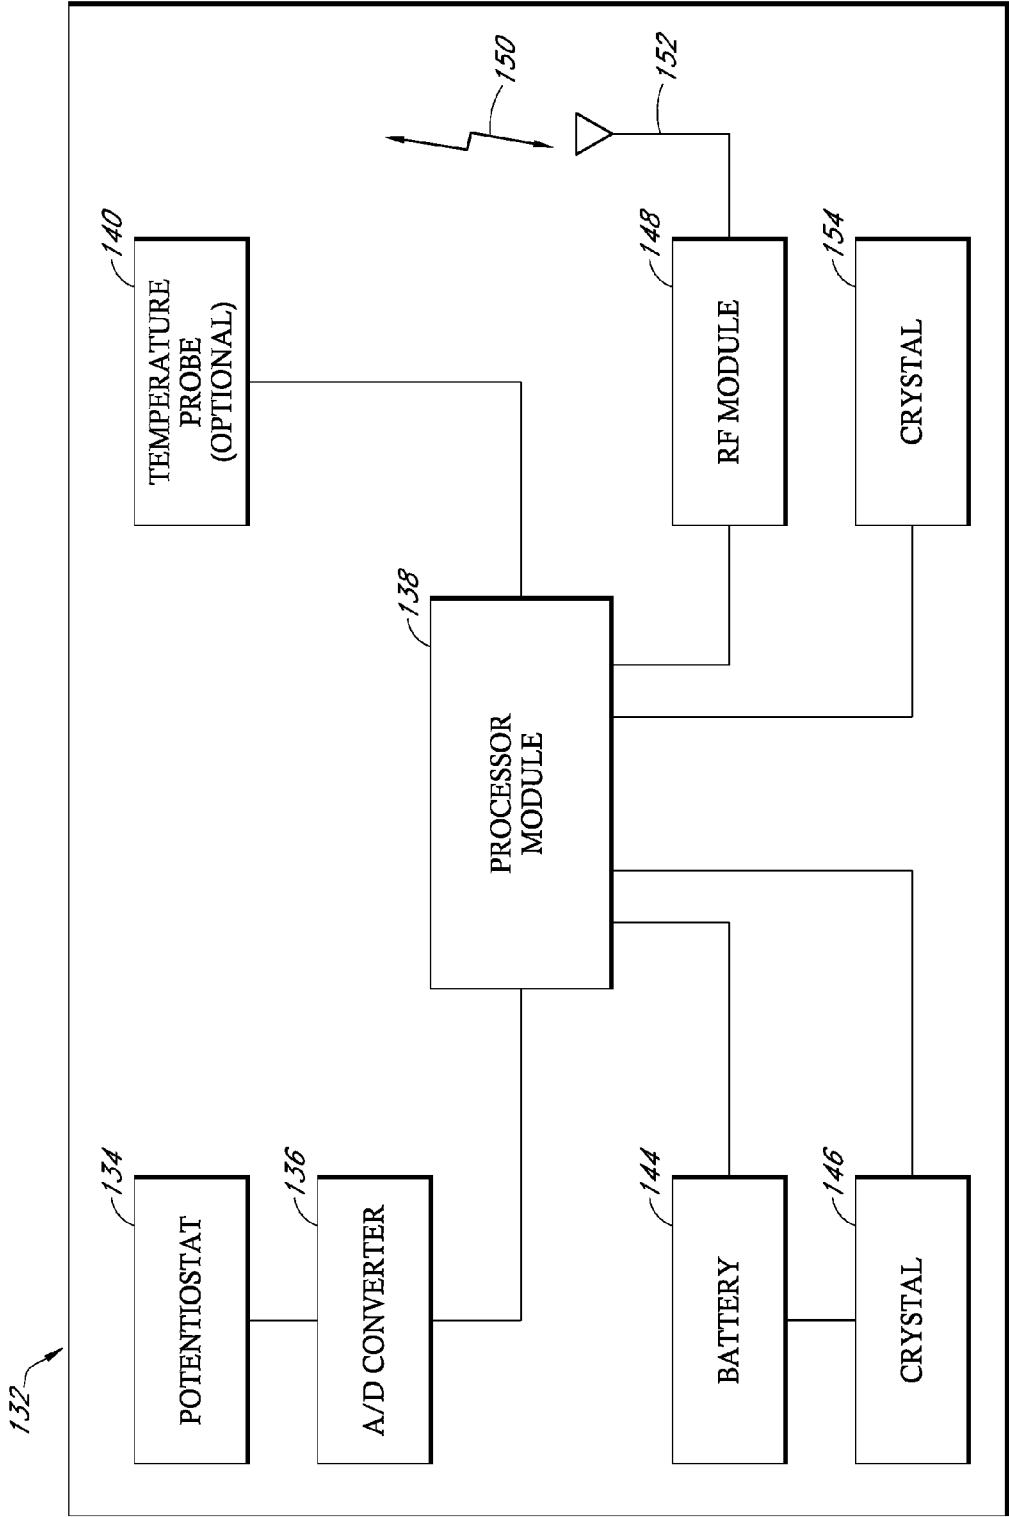 132
134
POTENTIOSTAT
136
A/D CONVERTER
138
PROCESSOR
MODULE
140
TEMPERATURE
PROBE
(OPTIONAL)
144
BATTERY
146
CRYSTAL
148
RF MODULE
150
152
154
CRYSTAL